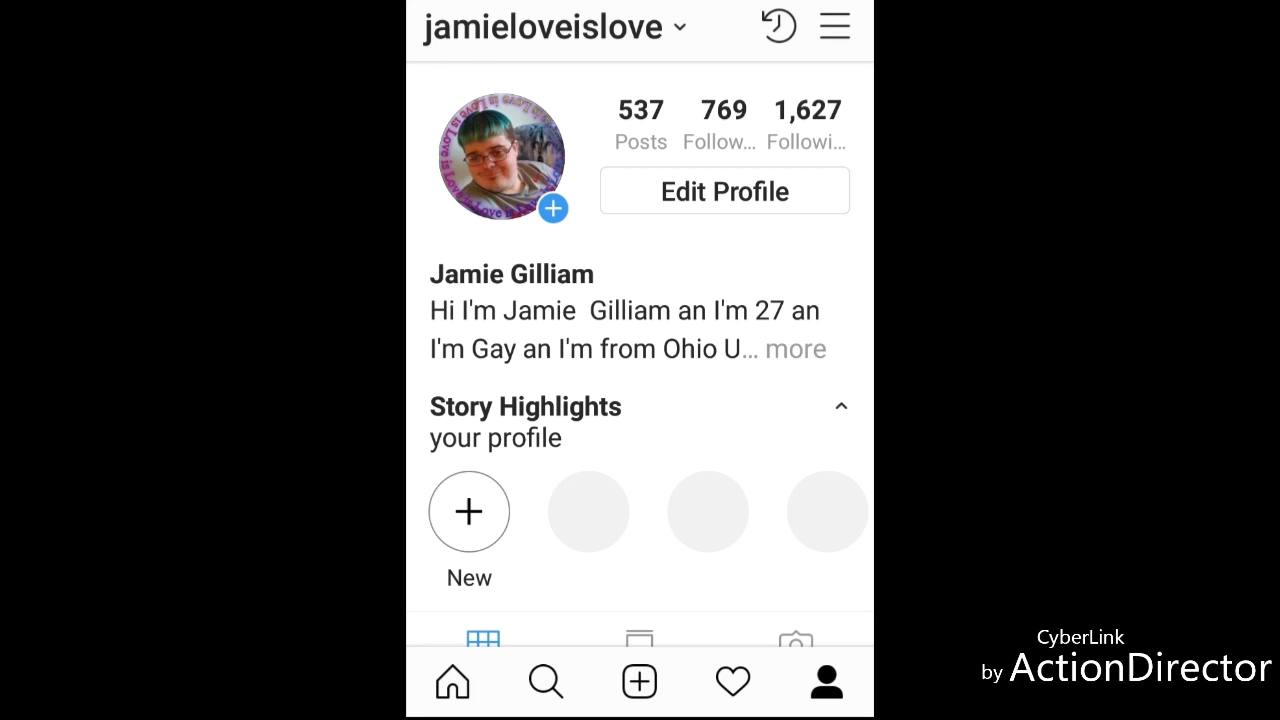 jamieloveislove
537 769 1,627
Posts Follow... Followi...
Edit Profile
Jamie Gilliam
Hi I'm Jamie  Gilliam an I'm 27 an
I'm Gay an I'm from Ohio U... more
Story Highlights
your profile
New
CyberLink
by ActionDirector